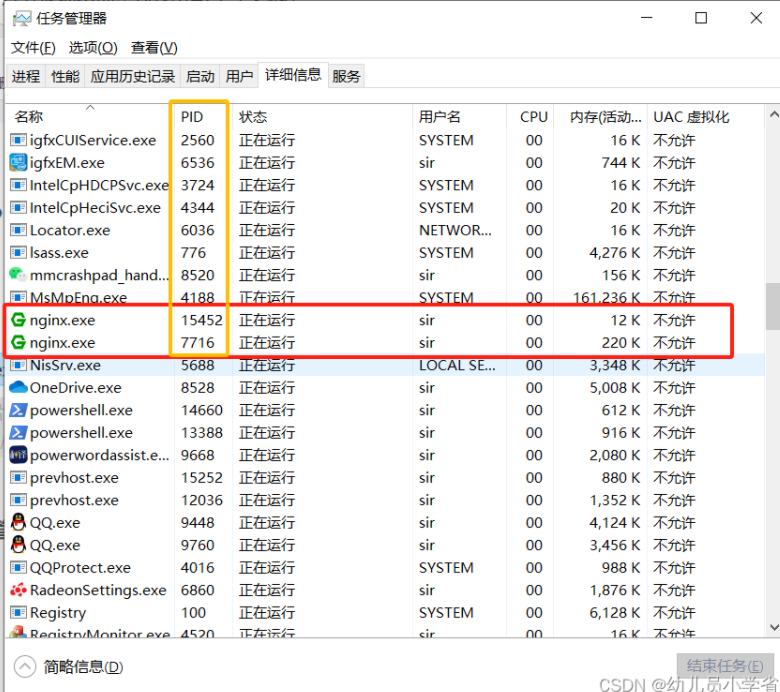 任务管理器
文件(F) 选项(O) 查看(V)
进程 性能 应用历史记录 启动 用户 详细信息 服务
名称 PID 状态 用户名 CPU 内存(活动... UAC 虚拟化
igfxCUIService.exe 2560 正在运行 SYSTEM 00 16 K 不允许
igfxEM.exe 6536 正在运行 sir 00 744 K 不允许
IntelCpHDCPSvc.exe 3724 正在运行 SYSTEM 00 16 K 不允许
IntelCpHeciSvc.exe 4344 正在运行 SYSTEM 00 20 K 不允许
Locator.exe 6036 正在运行 NETWOR... 00 16 K 不允许
lsass.exe 776 正在运行 SYSTEM 00 4,276 K 不允许
mmcrashpad_hand... 8520 正在运行 sir 00 156 K 不允许
MsMpEng.exe 4188 正在运行 SYSTEM 00 161,236 K 不允许
nginx.exe 15452 正在运行 sir 00 12 K 不允许
nginx.exe 7716 正在运行 sir 00 220 K 不允许
NisSrv.exe 5688 正在运行 LOCAL SE... 00 3,348 K 不允许
OneDrive.exe 8528 正在运行 sir 00 5,008 K 不允许
powershell.exe 14660 正在运行 sir 00 612 K 不允许
powershell.exe 13388 正在运行 sir 00 916 K 不允许
powerwordassist.e... 9668 正在运行 sir 00 2,080 K 不允许
prevhost.exe 15252 正在运行 sir 00 880 K 不允许
prevhost.exe 12036 正在运行 sir 00 1,352 K 不允许
QQ.exe 9448 正在运行 sir 00 4,124 K 不允许
QQ.exe 9760 正在运行 sir 00 3,456 K 不允许
QQProtect.exe 4016 正在运行 SYSTEM 00 988 K 不允许
RadeonSettings.exe 6860 正在运行 sir 00 1,876 K 不允许
Registry 100 正在运行 SYSTEM 00 6,128 K 不允许
RegistryMonitor.exe 4520 正在运行 sir 00 16 K 不允许
简略信息(D) 结束任务(E)
CSDN @幼儿员小学省